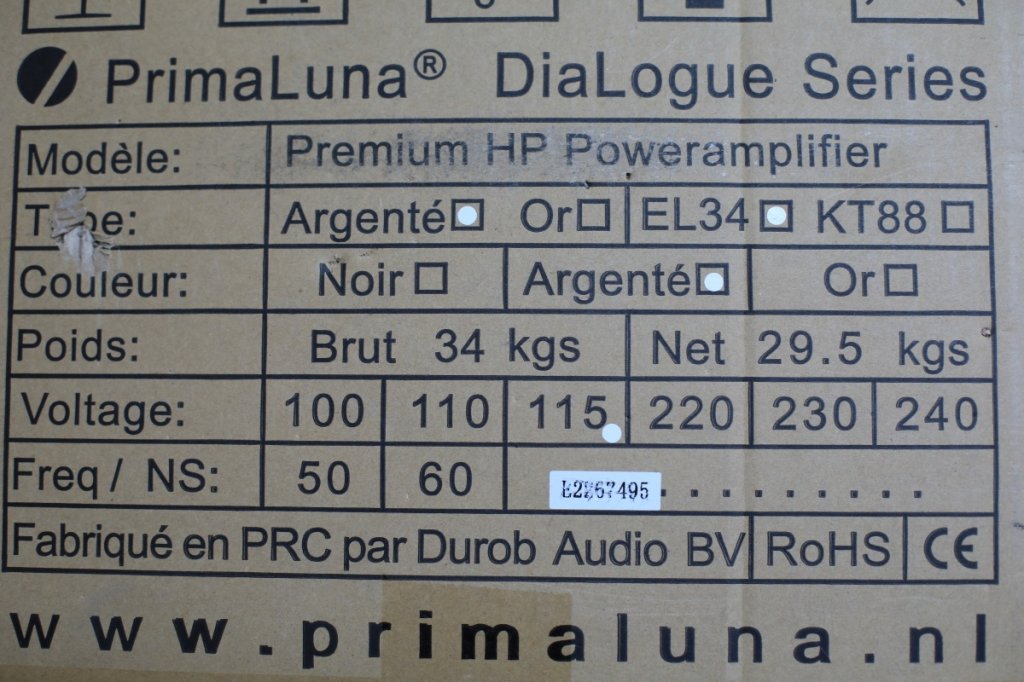 PrimaLuna® DiaLogue Series
Modèle: Premium HP Poweramplifier
Type: Argenté Or EL34 KT88
Couleur: Noir Argenté Or
Poids: Brut 34 kgs Net 29.5 kgs
Voltage: 100 110 115 220 230 240
Freq / NS: 50 60 E2267495 . . . . . . . . .
Fabriqué en PRC par Durob Audio BV RoHS CE
www.primaluna.nl